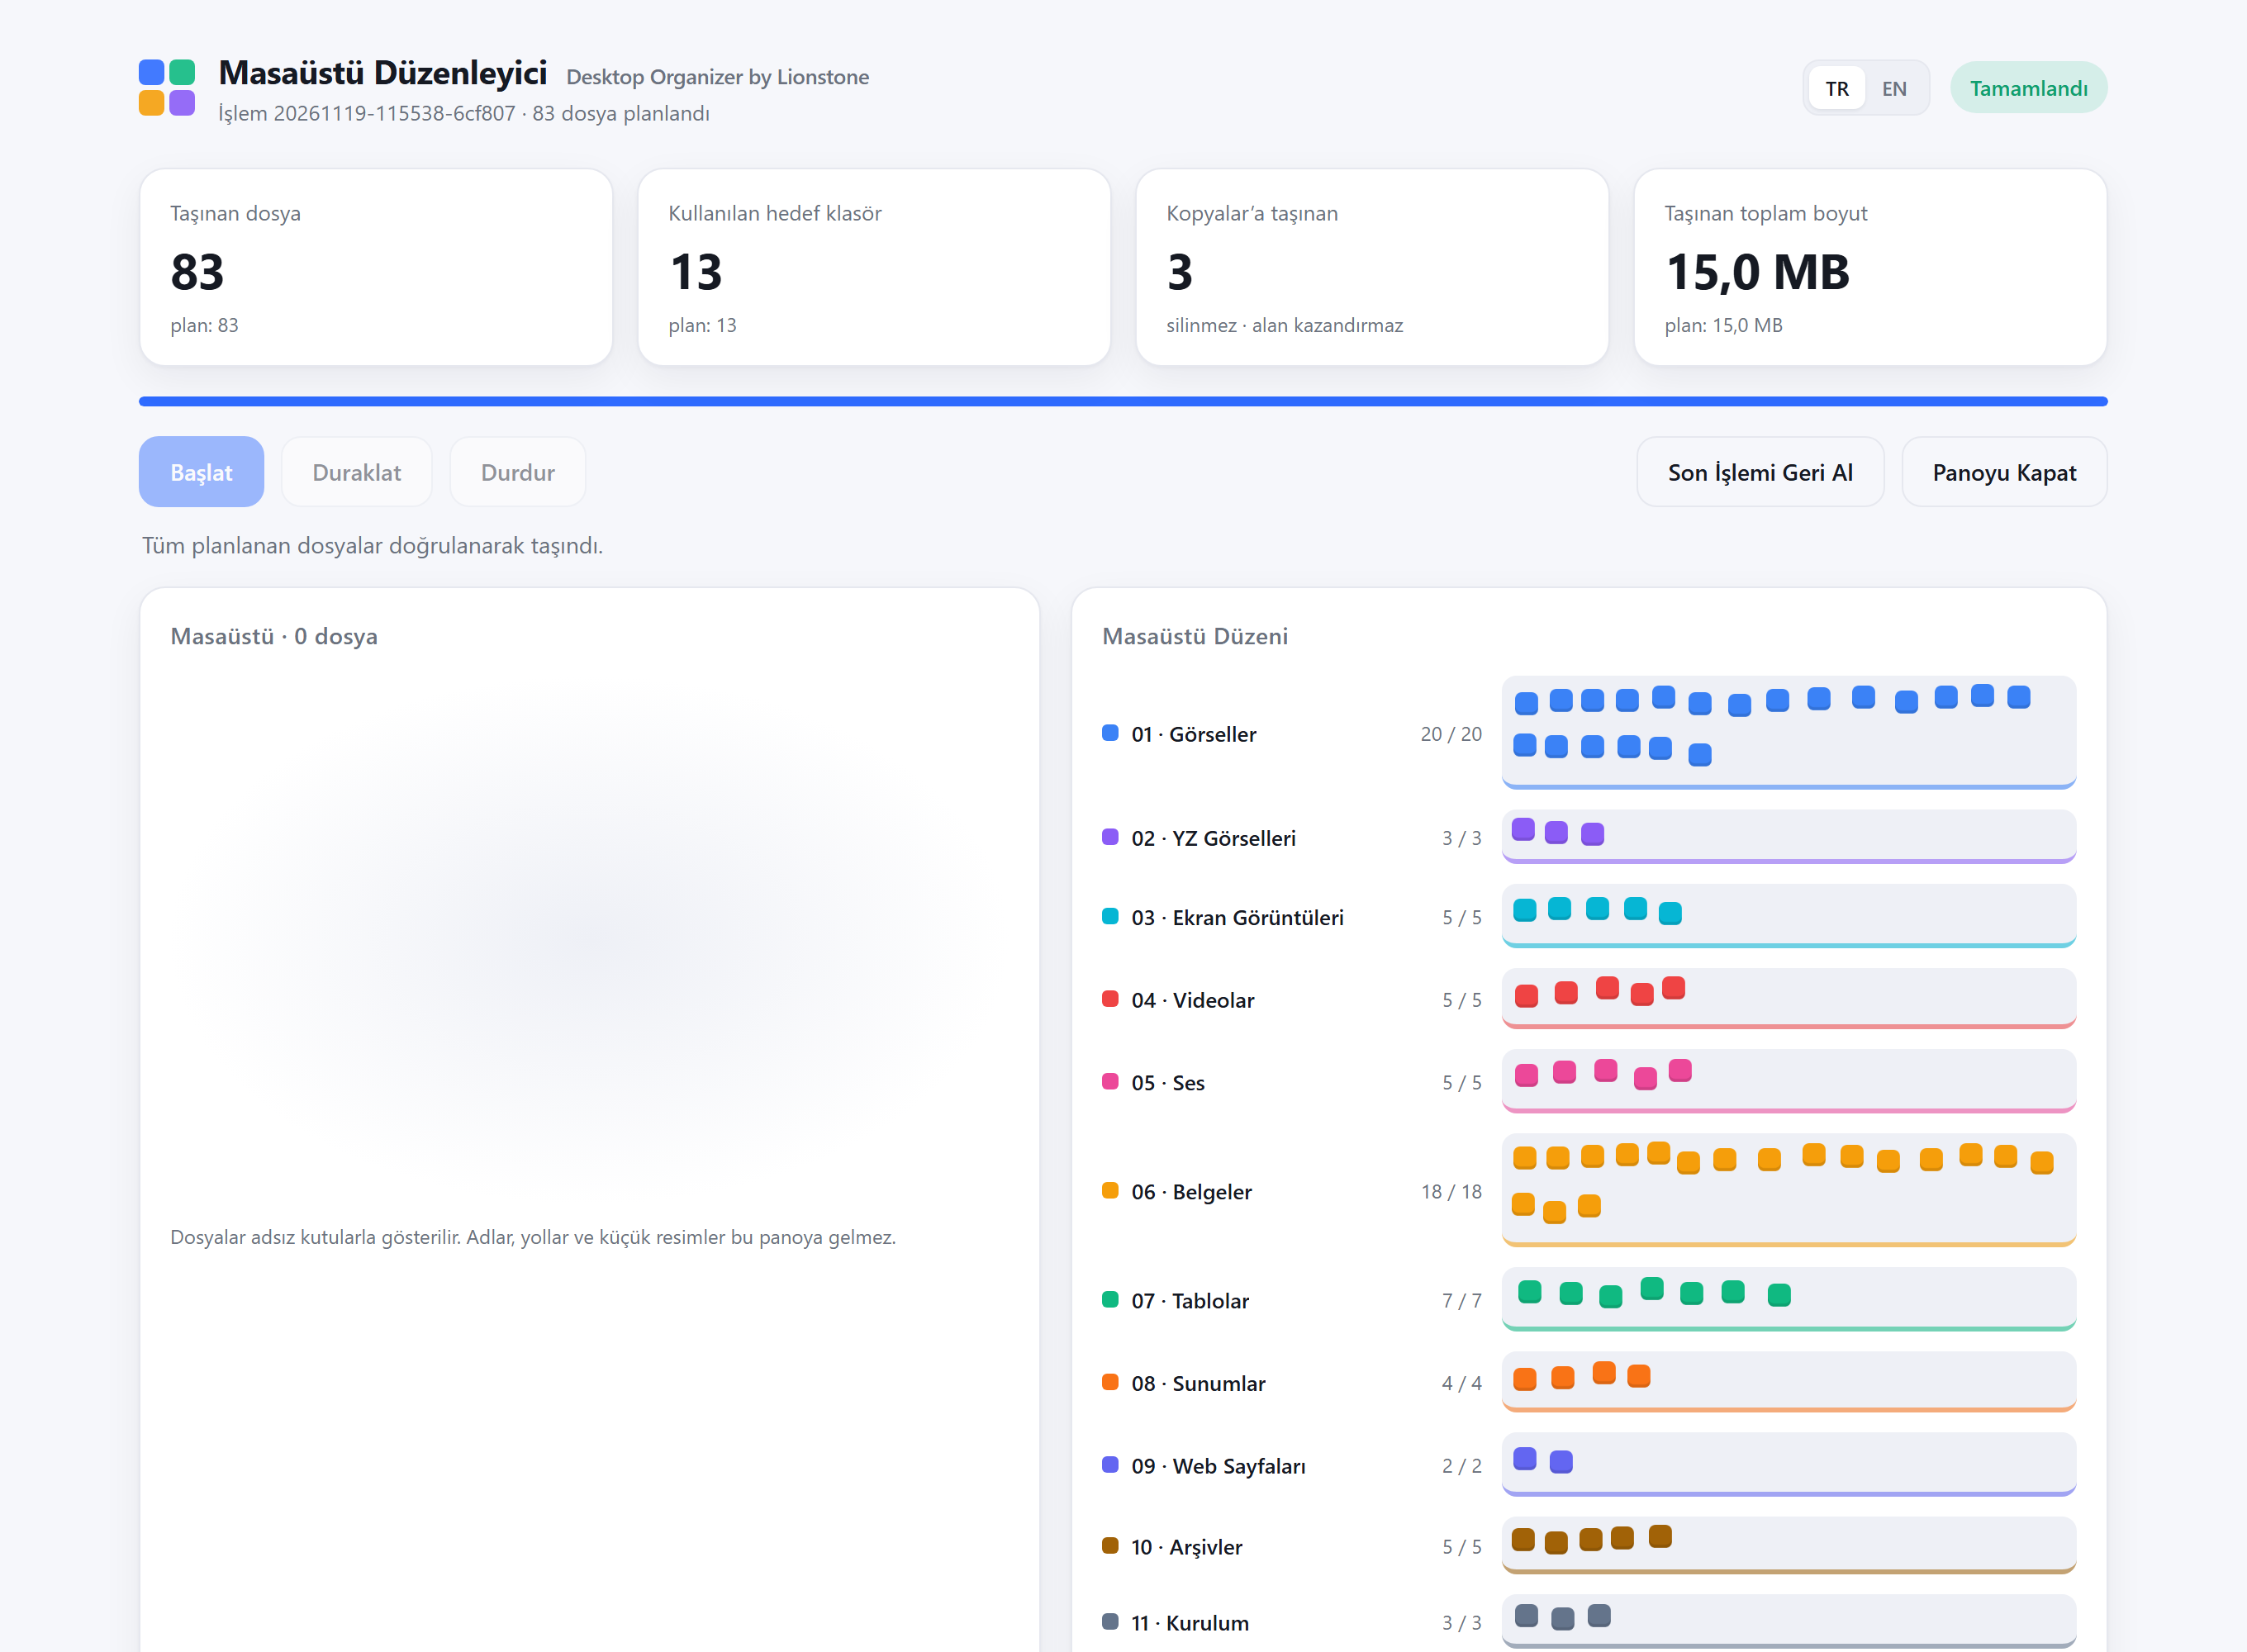 Masaüstü Düzenleyici Desktop Organizer by Lionstone
İşlem 20261119-115538-6cf807 · 83 dosya planlandı
TR EN Tamamlandı
Taşınan dosya
83
plan: 83
Kullanılan hedef klasör
13
plan: 13
Kopyalar’a taşınan
3
silinmez · alan kazandırmaz
Taşınan toplam boyut
15,0 MB
plan: 15,0 MB
Başlat Duraklat Durdur Son İşlemi Geri Al Panoyu Kapat
Tüm planlanan dosyalar doğrulanarak taşındı.
Masaüstü · 0 dosya
Dosyalar adsız kutularla gösterilir. Adlar, yollar ve küçük resimler bu panoya gelmez.
Masaüstü Düzeni
01 · Görseller 20 / 20
02 · YZ Görselleri 3 / 3
03 · Ekran Görüntüleri 5 / 5
04 · Videolar 5 / 5
05 · Ses 5 / 5
06 · Belgeler 18 / 18
07 · Tablolar 7 / 7
08 · Sunumlar 4 / 4
09 · Web Sayfaları 2 / 2
10 · Arşivler 5 / 5
11 · Kurulum 3 / 3